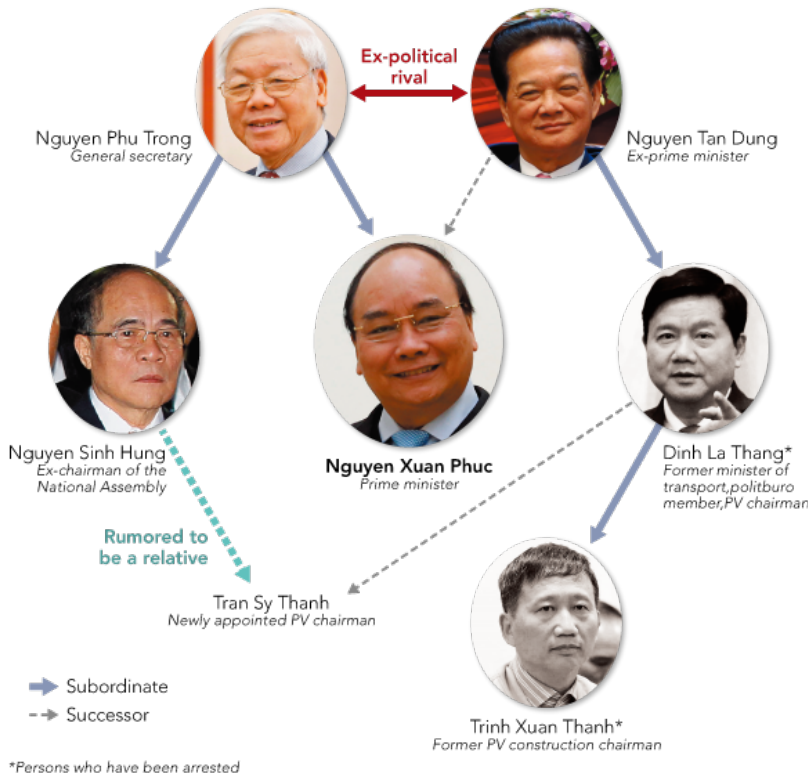 Ex-political
rival
Nguyen Phu Trong
General secretary
Nguyen Tan Dung
Ex-prime minister
Nguyen Sinh Hung
Ex-chairman of the
National Assembly
Nguyen Xuan Phuc
Prime minister
Dinh La Thang*
Former minister of
transport,politburo
member,PV chairman
Rumored to
be a relative
Tran Sy Thanh
Newly appointed PV chairman
Subordinate
Successor
Trinh Xuan Thanh*
Former PV construction chairman
*Persons who have been arrested